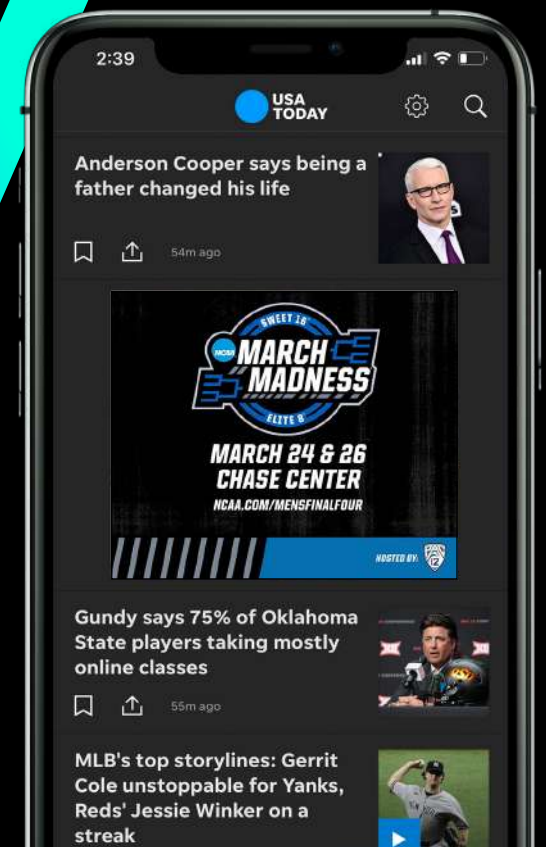 2:39
USA
TODAY
Anderson Cooper says being a
father changed his life
54m ago
SWEET 16
NCAA
MARCH
MADNESS
ELITE 8
MARCH 24 & 26
CHASE CENTER
NCAA.COM/MENSFINALFOUR
HOSTED BY:
PAC
12
Gundy says 75% of Oklahoma
State players taking mostly
online classes
55m ago
MLB's top storylines: Gerrit
Cole unstoppable for Yanks,
Reds' Jessie Winker on a
streak